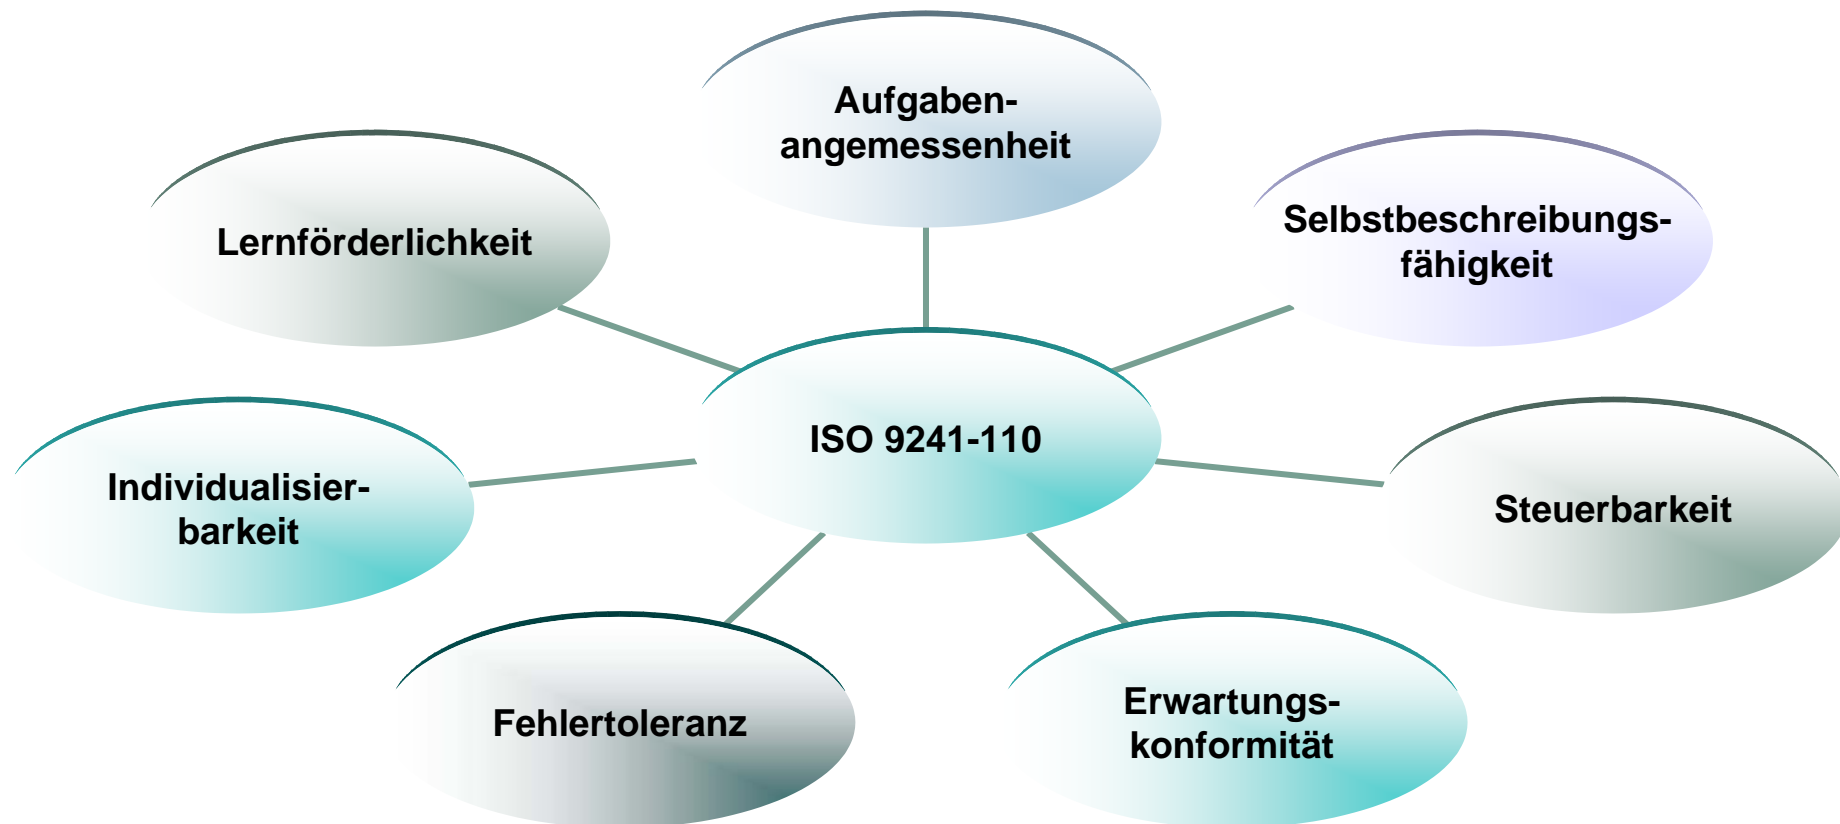 Aufgaben-
angemessenheit
Selbstbeschreibungs-
fähigkeit
Lernförderlichkeit
ISO 9241-110
Individualisier-
barkeit
Steuerbarkeit
Fehlertoleranz
Erwartungs-
konformität